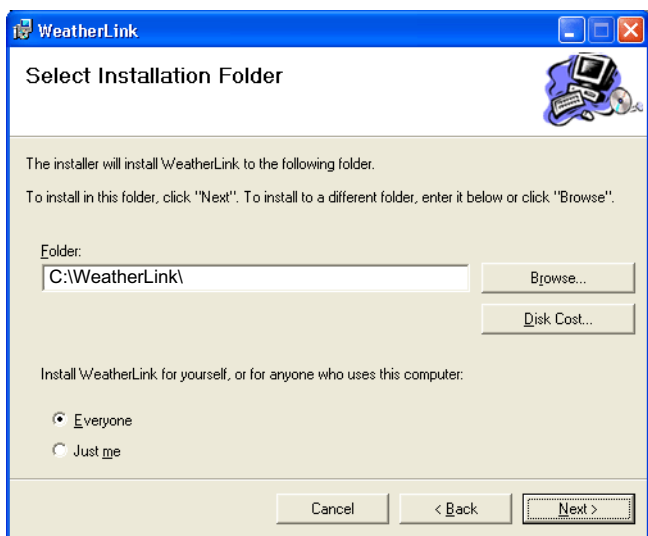 WeatherLink
Select Installation Folder
The installer will install WeatherLink to the following folder.
To install in this folder, click "Next". To install to a different folder, enter it below or click "Browse".
Folder:
C:\WeatherLink\
Browse...
Disk Cost...
Install WeatherLink for yourself, or for anyone who uses this computer:
Everyone
Just me
Cancel
< Back
Next >